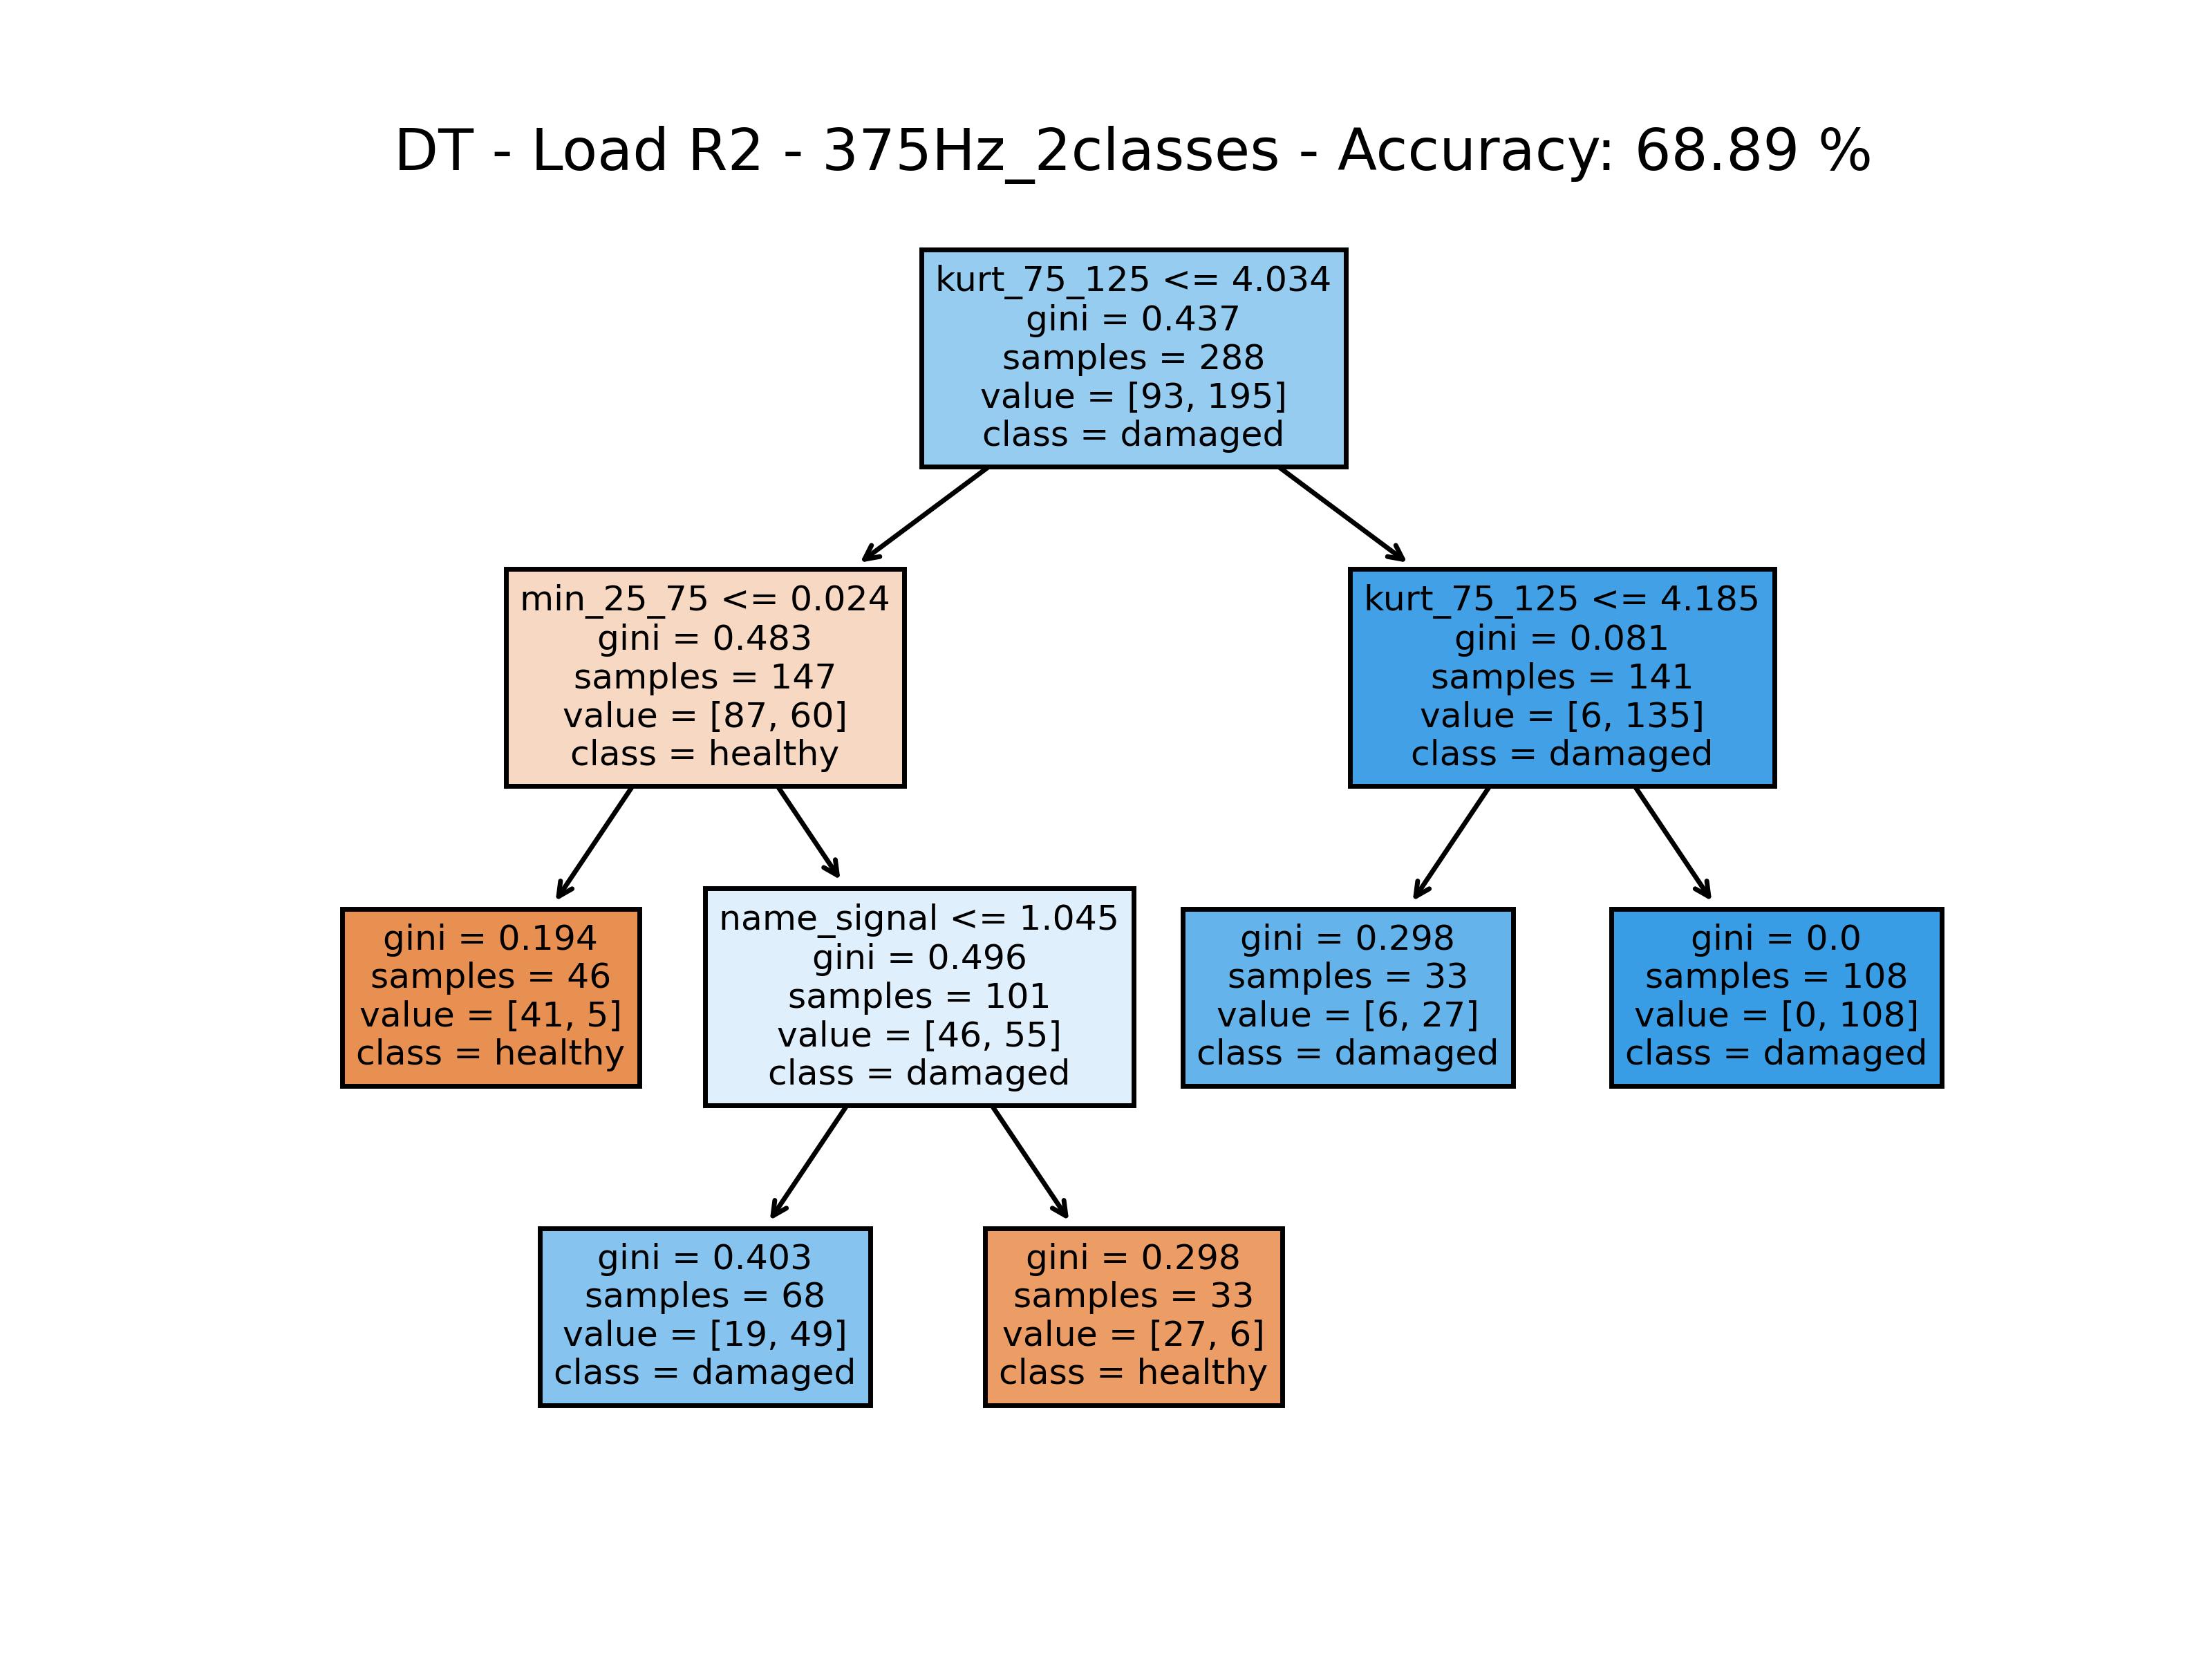 DT - Load R2 - 375Hz_2classes - Accuracy: 68.89 %
kurt_75_125 <= 4.034
gini = 0.437
samples = 288
value = [93, 195]
class = damaged
min_25_75 <= 0.024
gini = 0.483
samples = 147
value = [87, 60]
class = healthy
kurt_75_125 <= 4.185
gini = 0.081
samples = 141
value = [6, 135]
class = damaged
gini = 0.194
samples = 46
value = [41, 5]
class = healthy
name_signal <= 1.045
gini = 0.496
samples = 101
value = [46, 55]
class = damaged
gini = 0.298
samples = 33
value = [6, 27]
class = damaged
gini = 0.0
samples = 108
value = [0, 108]
class = damaged
gini = 0.403
samples = 68
value = [19, 49]
class = damaged
gini = 0.298
samples = 33
value = [27, 6]
class = healthy